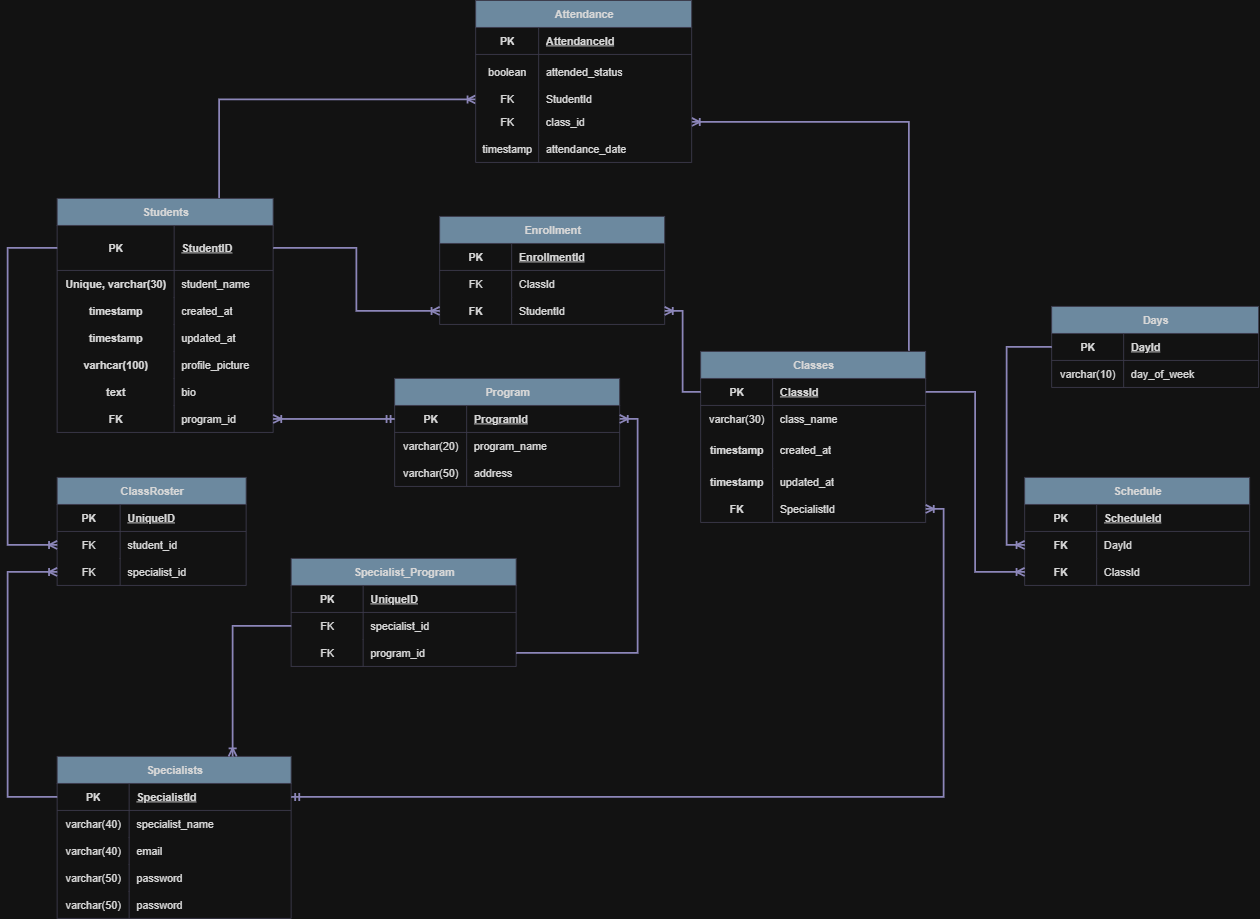 Attendance
PK AttendanceId
boolean attended_status
FK StudentId
FK class_id
timestamp attendance_date
Students
PK StudentID
Unique, varchar(30) student_name
timestamp created_at
timestamp updated_at
varhcar(100) profile_picture
text bio
FK program_id
Enrollment
PK EnrollmentId
FK ClassId
FK StudentId
Days
PK DayId
varchar(10) day_of_week
Classes
PK ClassId
varchar(30) class_name
timestamp created_at
timestamp updated_at
FK SpecialistId
Program
PK ProgramId
varchar(20) program_name
varchar(50) address
ClassRoster
PK UniqueID
FK student_id
FK specialist_id
Schedule
PK ScheduleId
FK DayId
FK ClassId
Specialist_Program
PK UniqueID
FK specialist_id
FK program_id
Specialists
PK SpecialistId
varchar(40) specialist_name
varchar(40) email
varchar(50) password
varchar(50) password